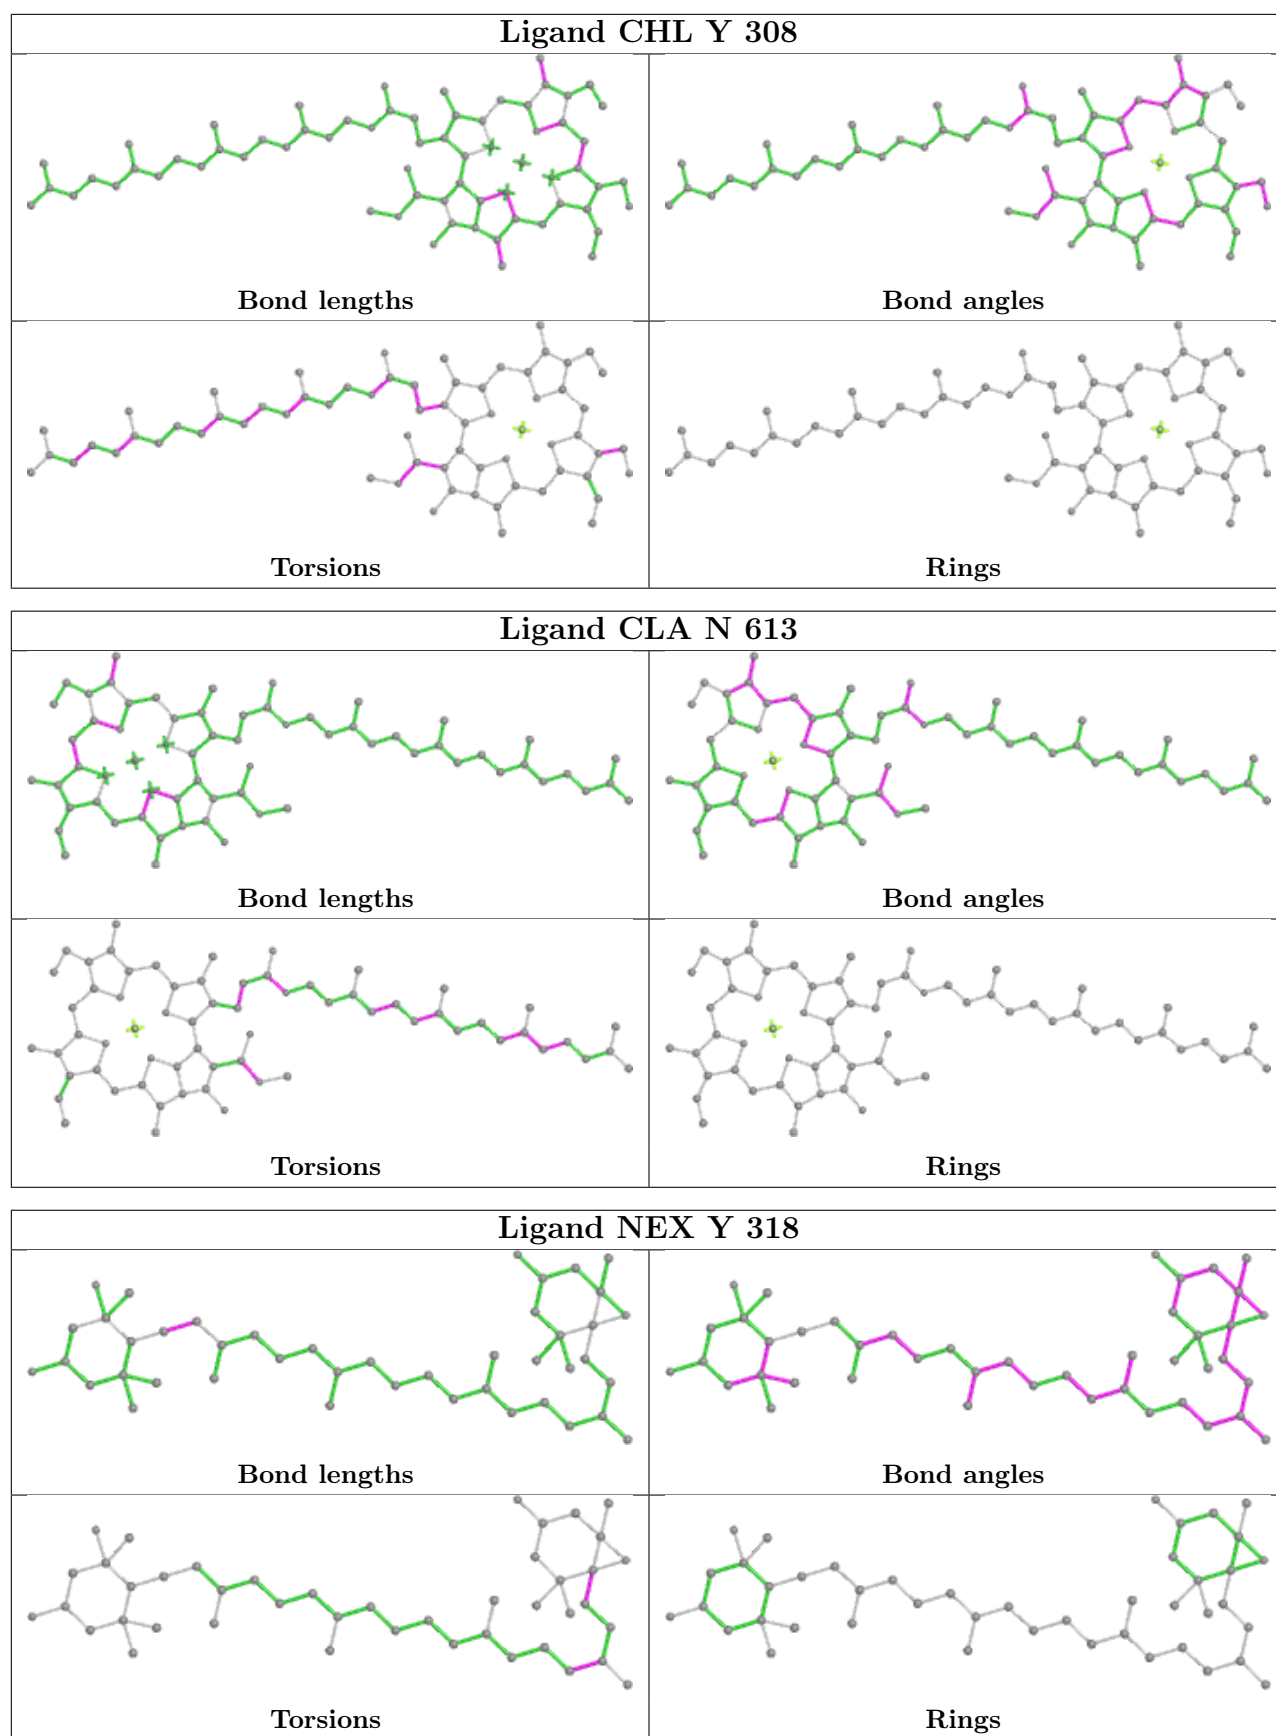 Ligand CHL Y 308
Bond lengths
Bond angles
Torsions
Rings
Ligand CLA N 613
Bond lengths
Bond angles
Torsions
Rings
Ligand NEX Y 318
Bond lengths
Bond angles
Torsions
Rings